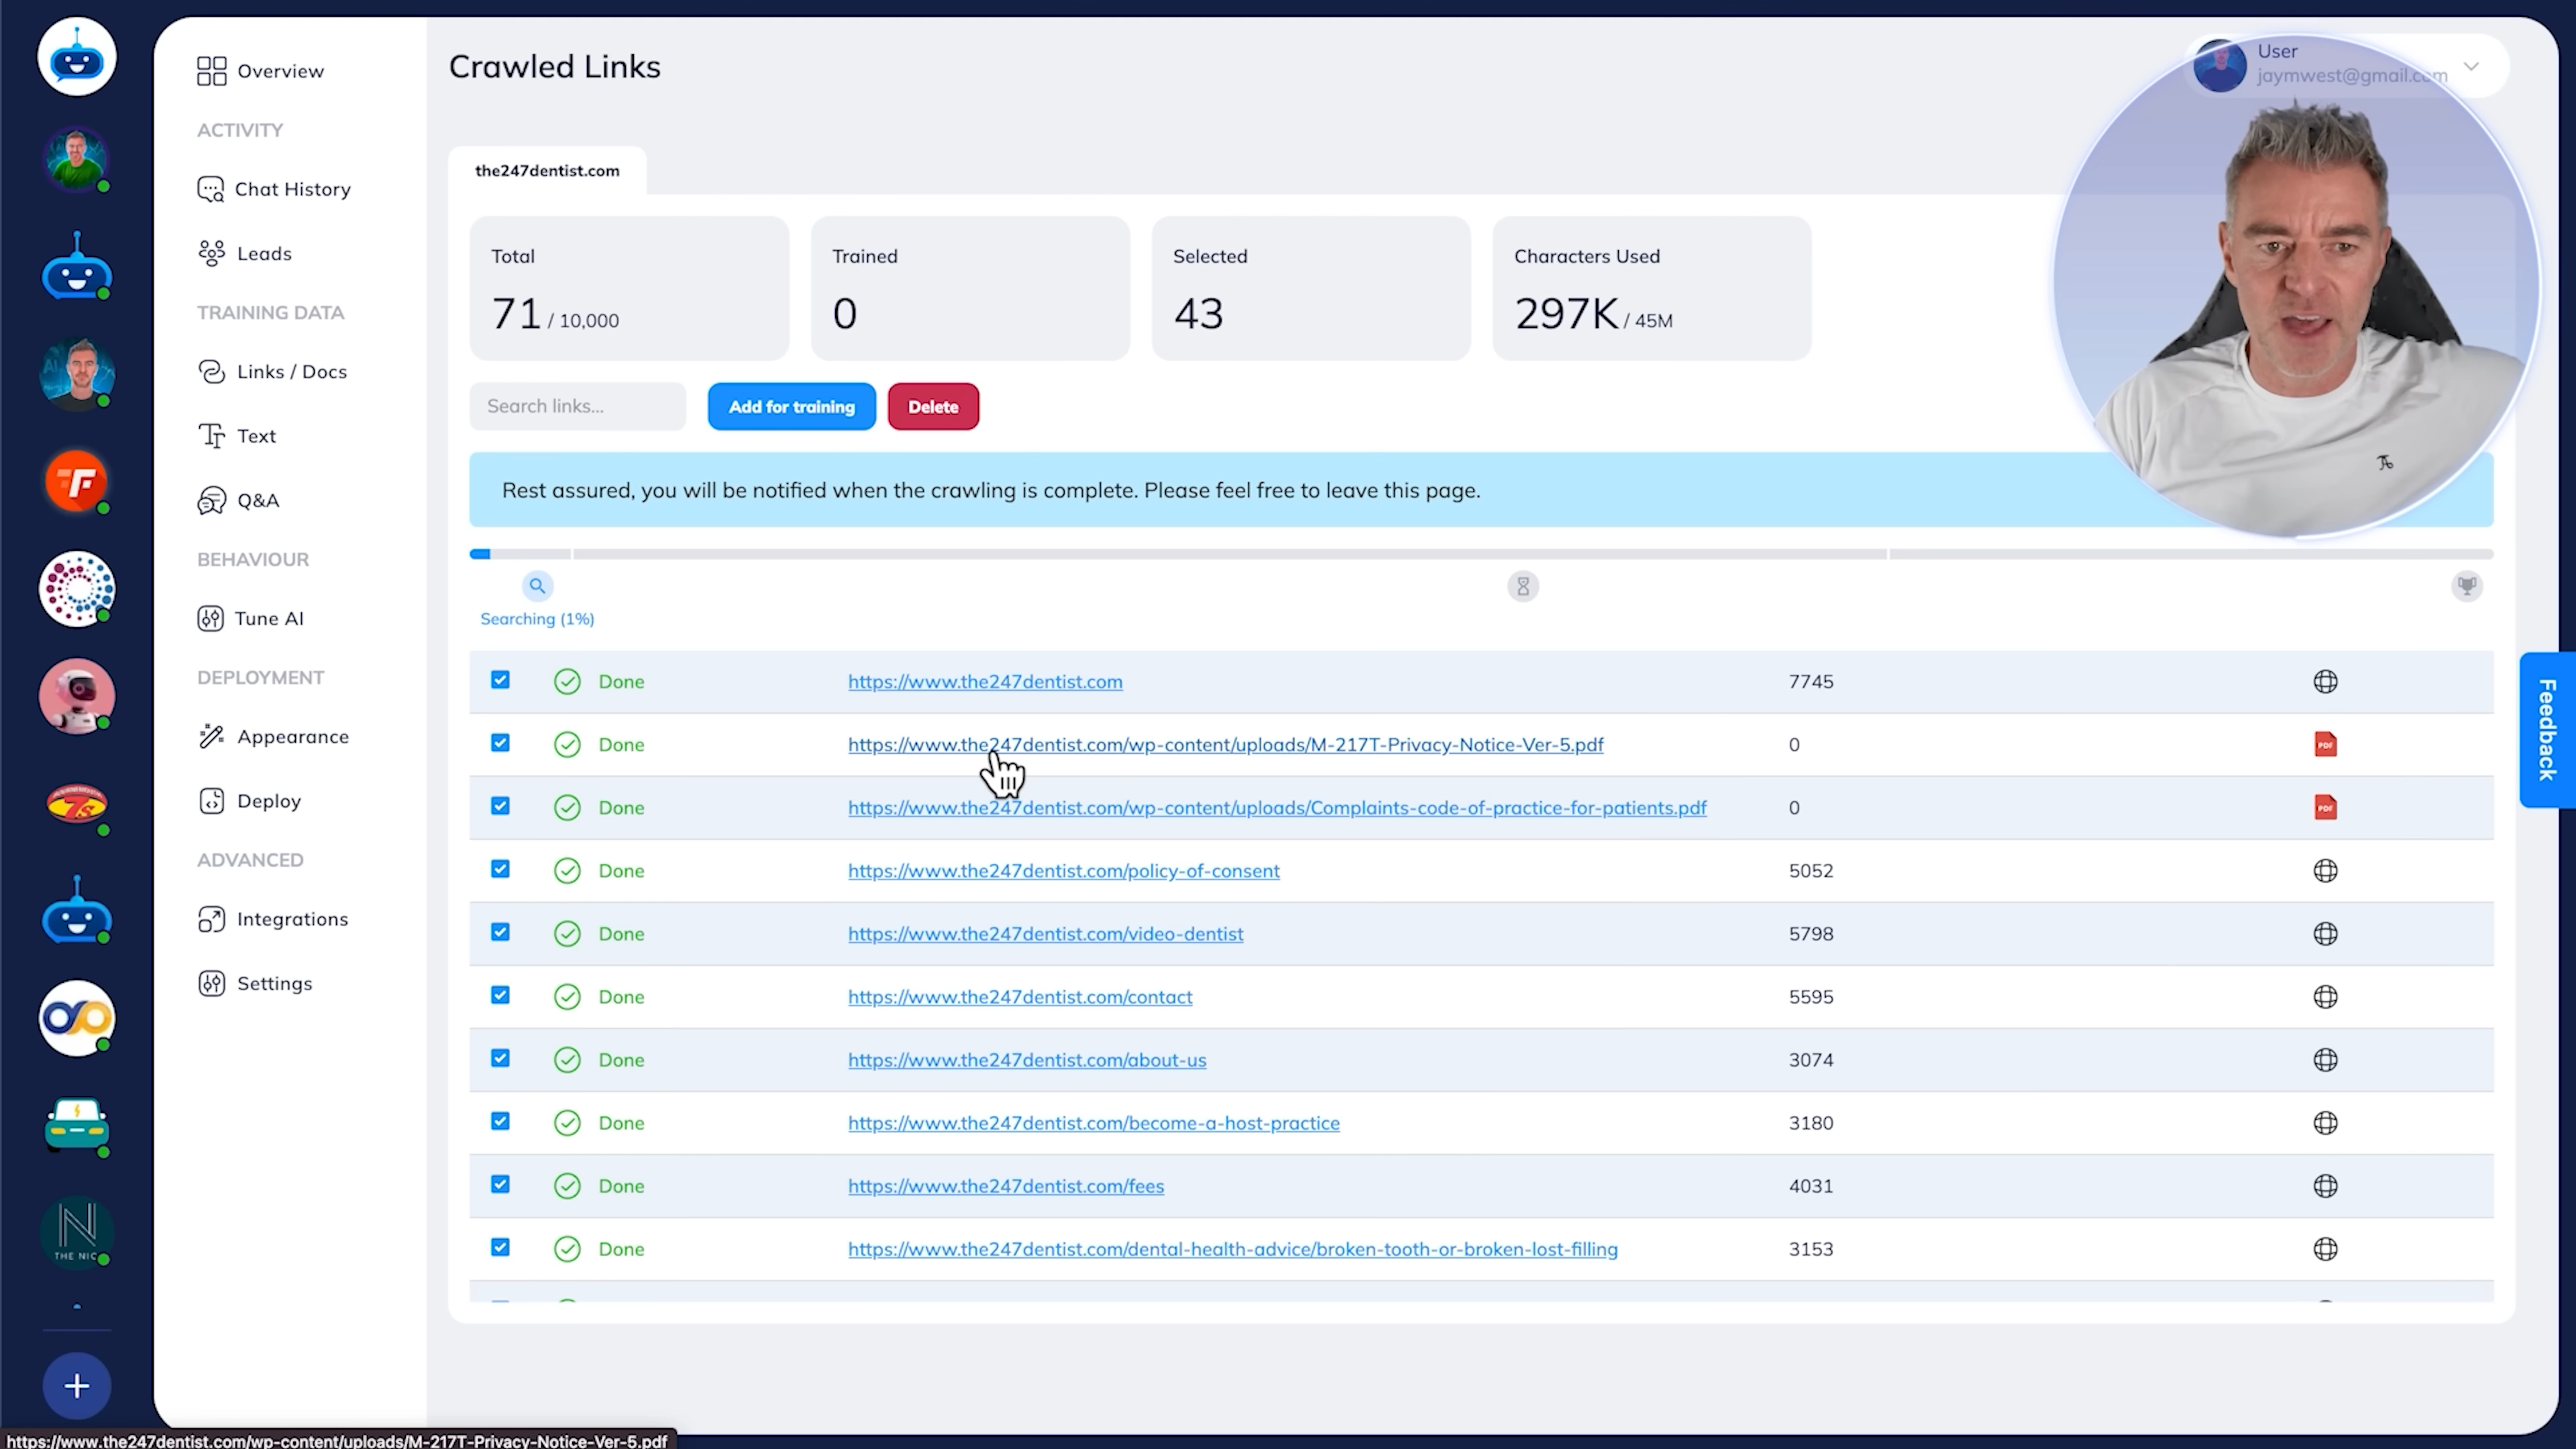 Overview
ACTIVITY
Chat History
Leads
TRAINING DATA
Links / Docs
Text
Q&A
BEHAVIOUR
Tune AI
DEPLOYMENT
Appearance
Deploy
ADVANCED
Integrations
Settings
THE NIC
Crawled Links
User
jaymwest@gmail.com
the247dentist.com
Total
71 / 10,000
Trained
0
Selected
43
Characters Used
297K / 45M
Search links...
Add for training
Delete
Rest assured, you will be notified when the crawling is complete. Please feel free to leave this page.
Searching (1%)
Done https://www.the247dentist.com 7745
Done https://www.the247dentist.com/wp-content/uploads/M-217T-Privacy-Notice-Ver-5.pdf 0 PDF
Done https://www.the247dentist.com/wp-content/uploads/Complaints-code-of-practice-for-patients.pdf 0 PDF
Done https://www.the247dentist.com/policy-of-consent 5052
Done https://www.the247dentist.com/video-dentist 5798
Done https://www.the247dentist.com/contact 5595
Done https://www.the247dentist.com/about-us 3074
Done https://www.the247dentist.com/become-a-host-practice 3180
Done https://www.the247dentist.com/fees 4031
Done https://www.the247dentist.com/dental-health-advice/broken-tooth-or-broken-lost-filling 3153
Feedback
https://www.the247dentist.com/wp-content/uploads/M-217T-Privacy-Notice-Ver-5.pdf